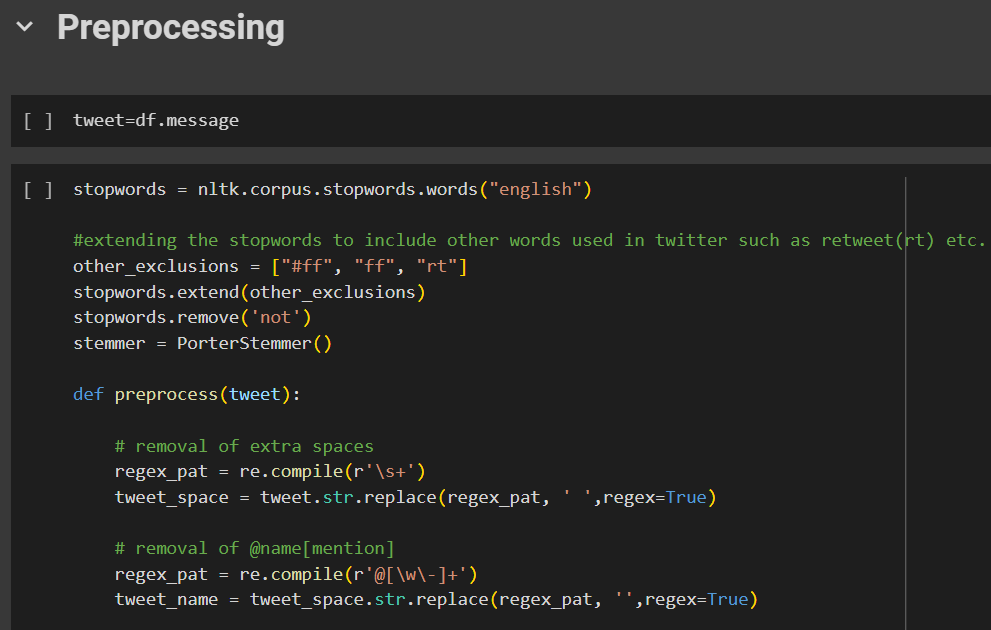 Preprocessing
[ ] tweet=df.message
[ ] stopwords = nltk.corpus.stopwords.words("english")
#extending the stopwords to include other words used in twitter such as retweet(rt) etc.
other_exclusions = ["#ff", "ff", "rt"]
stopwords.extend(other_exclusions)
stopwords.remove('not')
stemmer = PorterStemmer()
def preprocess(tweet):
# removal of extra spaces
regex_pat = re.compile(r'\s+')
tweet_space = tweet.str.replace(regex_pat, ' ',regex=True)
# removal of @name[mention]
regex_pat = re.compile(r'@[\w\-]+')
tweet_name = tweet_space.str.replace(regex_pat, '',regex=True)